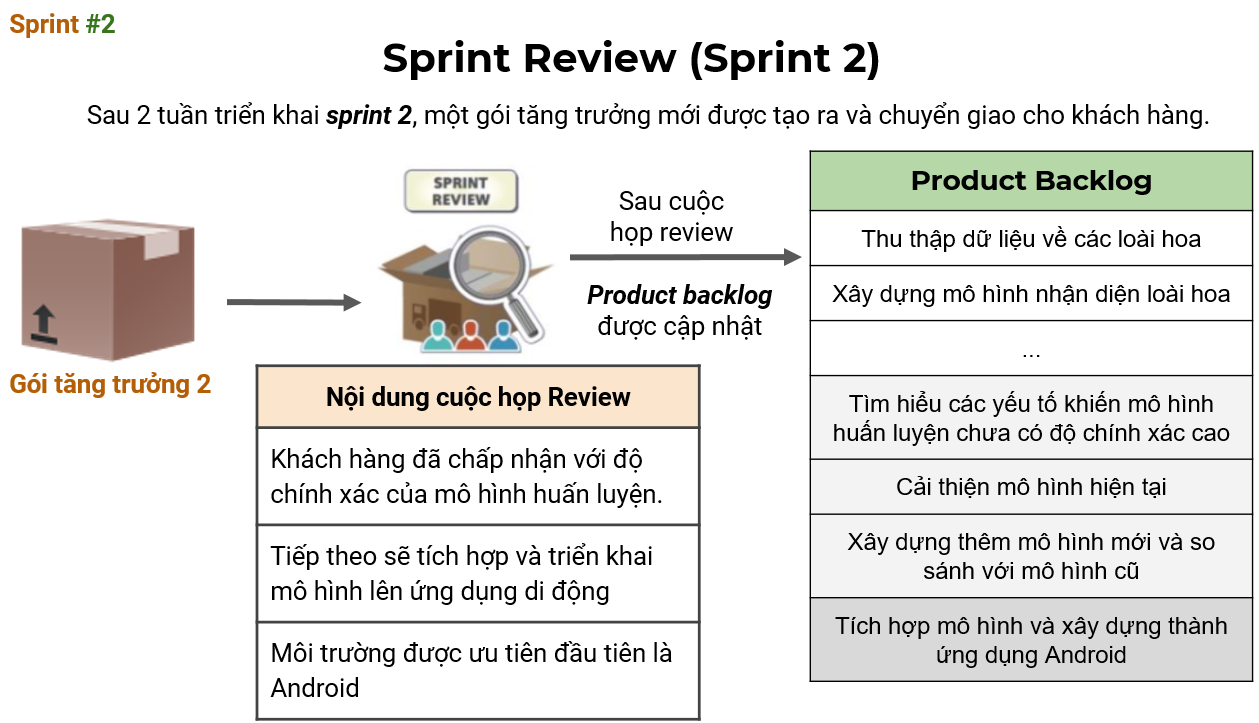 Sprint #2
Sprint Review (Sprint 2)
Sau 2 tuần triển khai sprint 2, một gói tăng trưởng mới được tạo ra và chuyển giao cho khách hàng.
Gói tăng trưởng 2
SPRINT
REVIEW
Sau cuộc
họp review
Product backlog
được cập nhật
Nội dung cuộc họp Review
Khách hàng đã chấp nhận với độ
chính xác của mô hình huấn luyện.
Tiếp theo sẽ tích hợp và triển khai
mô hình lên ứng dụng di động
Môi trường được ưu tiên đầu tiên là
Android
Product Backlog
Thu thập dữ liệu về các loài hoa
Xây dựng mô hình nhận diện loài hoa
...
Tìm hiểu các yếu tố khiến mô hình
huấn luyện chưa có độ chính xác cao
Cải thiện mô hình hiện tại
Xây dựng thêm mô hình mới và so
sánh với mô hình cũ
Tích hợp mô hình và xây dựng thành
ứng dụng Android